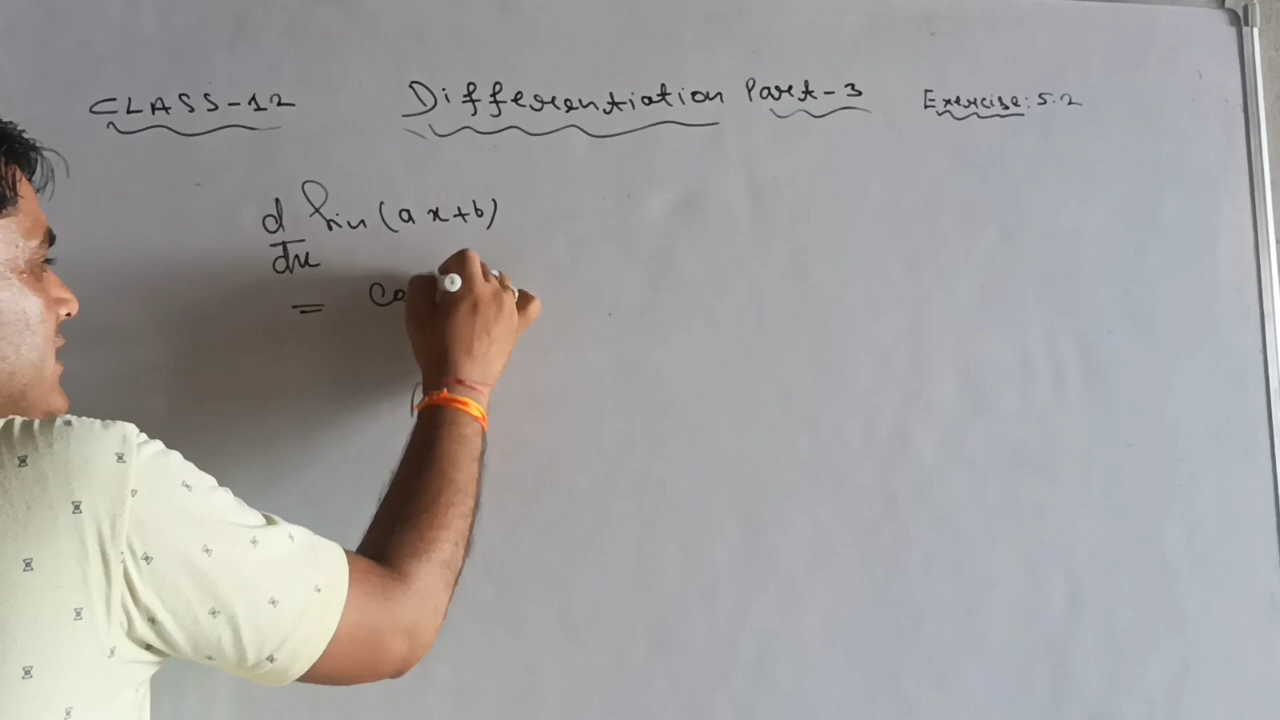 CLASS-12 Differentiation Part-3 Exercise: 5.2
d/dx Sin(ax+b)
= Co